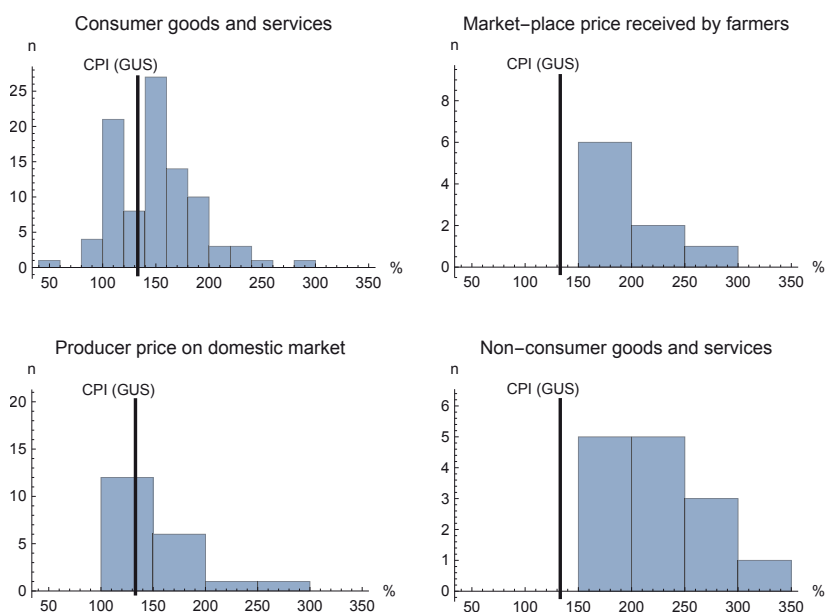 Consumer goods and services
n
CPI (GUS)
25
20
15
10
5
0
50 100 150 200 250 300 350 %
Market-place price received by farmers
n
CPI (GUS)
8
6
4
2
0
50 100 150 200 250 300 350 %
Producer price on domestic market
n
CPI (GUS)
20
15
10
5
0
50 100 150 200 250 300 350 %
Non-consumer goods and services
n
CPI (GUS)
6
5
4
3
2
1
0
50 100 150 200 250 300 350 %